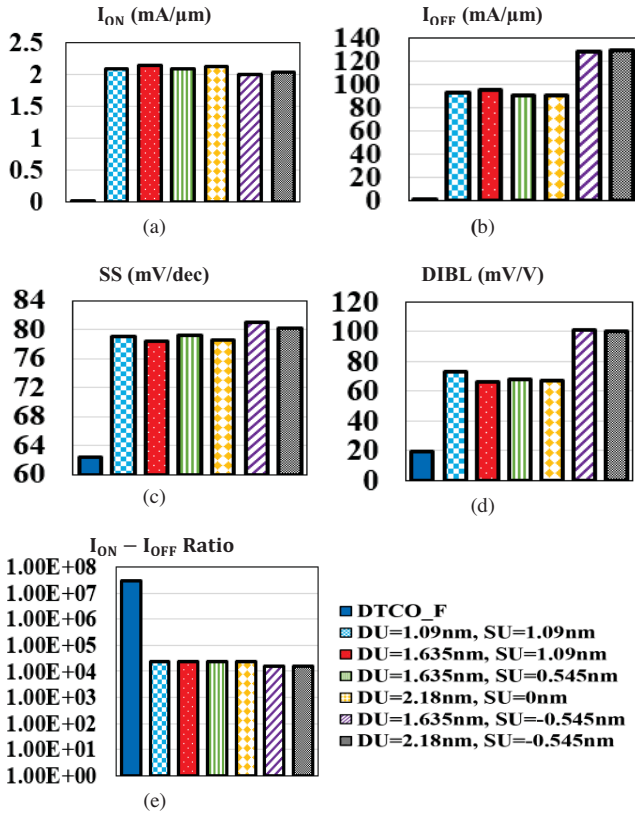 I_ON (mA/µm)
2.5
2
1.5
1
0.5
0
(a)
I_OFF (mA/µm)
140
120
100
80
60
40
20
0
(b)
SS (mV/dec)
84
80
76
72
68
64
60
(c)
DIBL (mV/V)
120
100
80
60
40
20
0
(d)
I_ON − I_OFF Ratio
1.00E+08
1.00E+07
1.00E+06
1.00E+05
1.00E+04
1.00E+03
1.00E+02
1.00E+01
1.00E+00
(e)
DTCO_F
DU=1.09nm, SU=1.09nm
DU=1.635nm, SU=1.09nm
DU=1.635nm, SU=0.545nm
DU=2.18nm, SU=0nm
DU=1.635nm, SU=-0.545nm
DU=2.18nm, SU=-0.545nm